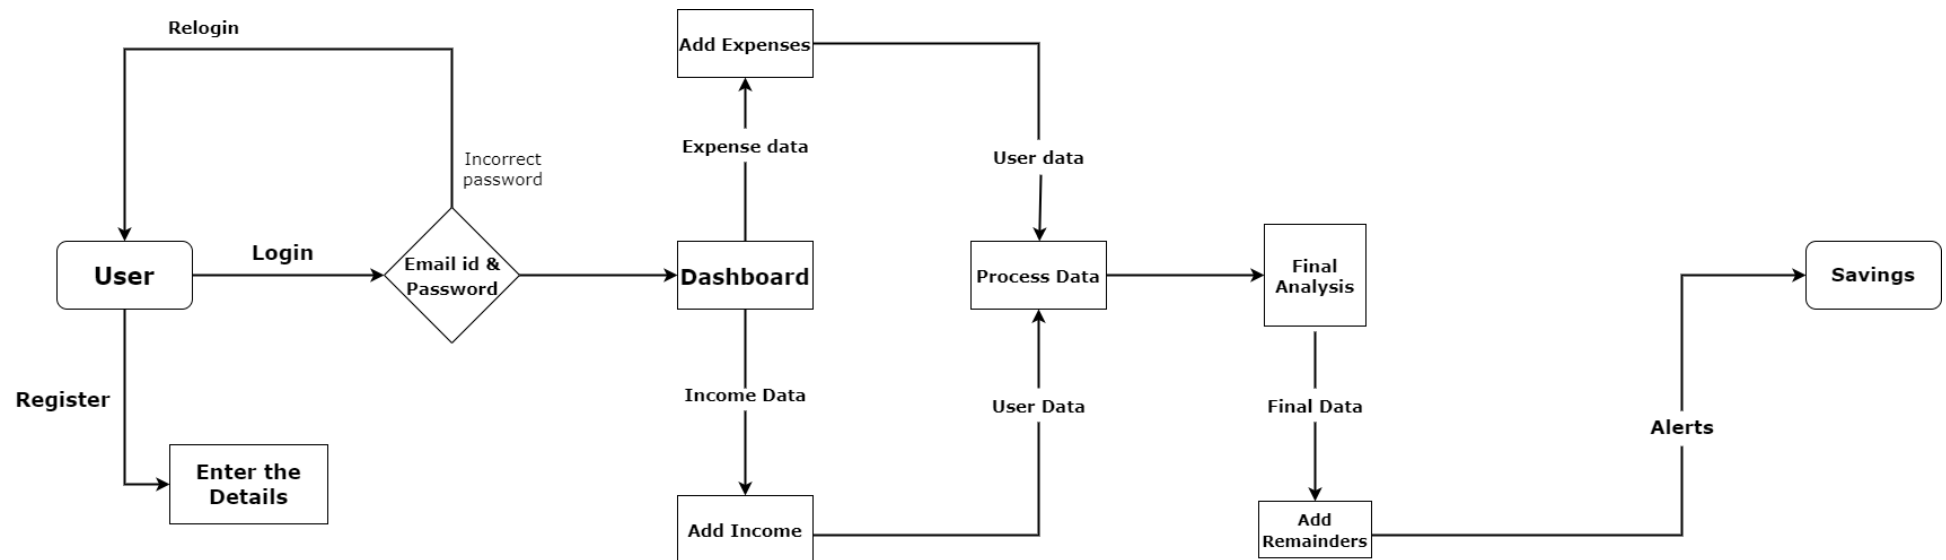 Relogin
Incorrect
password
User
Login
Email id &
Password
Register
Enter the
Details
Add Expenses
Expense data
Dashboard
Income Data
Add Income
User data
Process Data
User Data
Final
Analysis
Final Data
Add
Remainders
Alerts
Savings